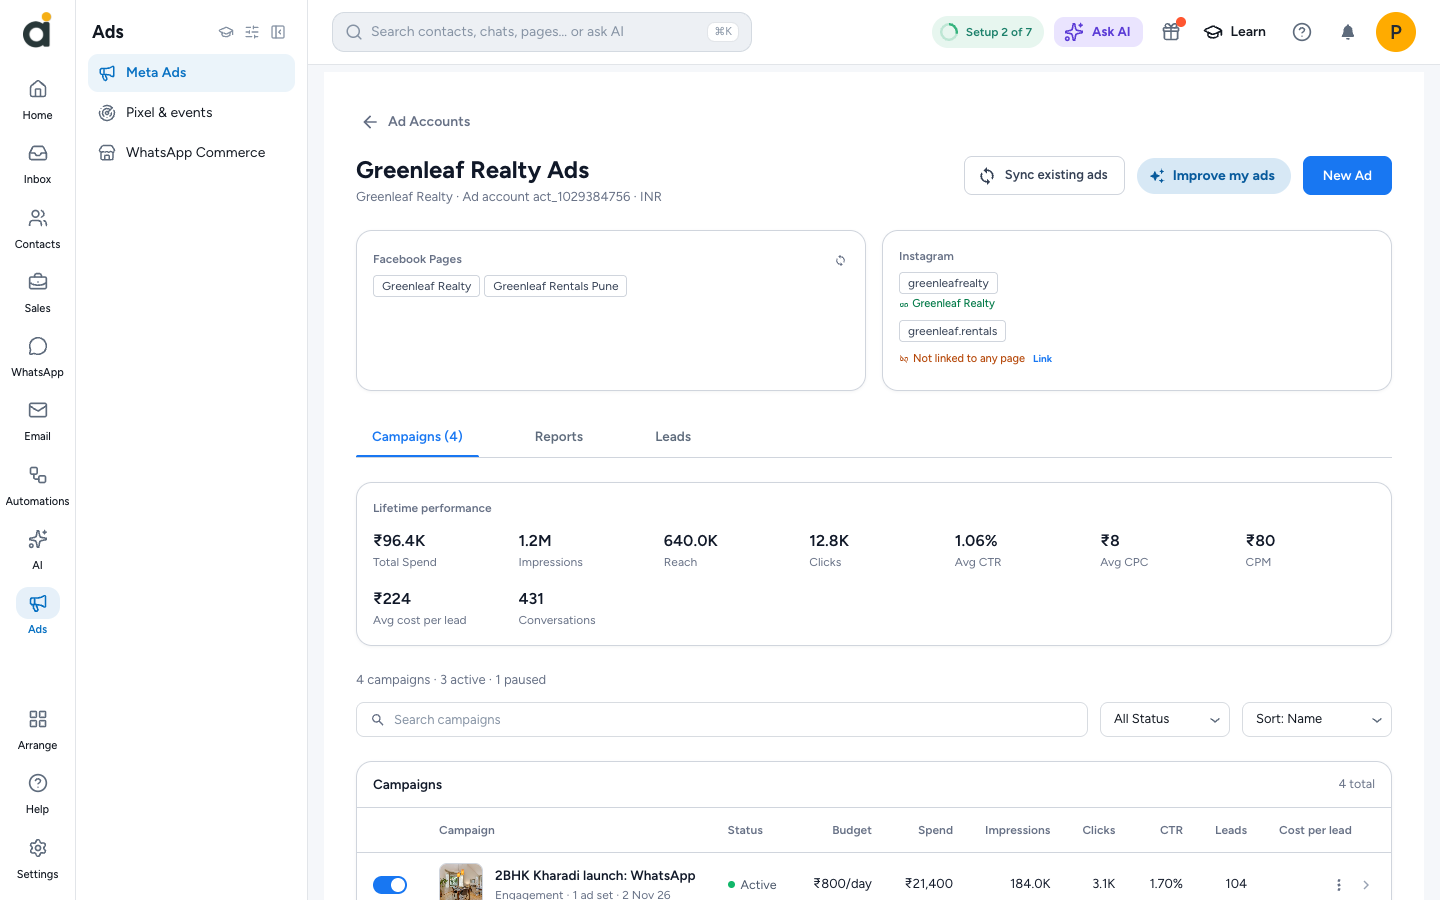 Ads
Search contacts, chats, pages... or ask AI
⌘K
Setup 2 of 7
Ask AI
Learn
P
Home
Inbox
Contacts
Sales
WhatsApp
Email
Automations
AI
Ads
Arrange
Help
Settings
Meta Ads
Pixel & events
WhatsApp Commerce
Ad Accounts
Greenleaf Realty Ads
Greenleaf Realty · Ad account act_1029384756 · INR
Sync existing ads
Improve my ads
New Ad
Facebook Pages
Greenleaf Realty
Greenleaf Rentals Pune
Instagram
greenleafrealty
Greenleaf Realty
greenleaf.rentals
Not linked to any page Link
Campaigns (4)
Reports
Leads
Lifetime performance
₹96.4K
Total Spend
1.2M
Impressions
640.0K
Reach
12.8K
Clicks
1.06%
Avg CTR
₹8
Avg CPC
₹80
CPM
₹224
Avg cost per lead
431
Conversations
4 campaigns · 3 active · 1 paused
Search campaigns
All Status
Sort: Name
Campaigns
4 total
Campaign Status Budget Spend Impressions Clicks CTR Leads Cost per lead
2BHK Kharadi launch: WhatsApp
Engagement · 1 ad set · 2 Nov 26
Active ₹800/day ₹21,400 184.0K 3.1K 1.70% 104